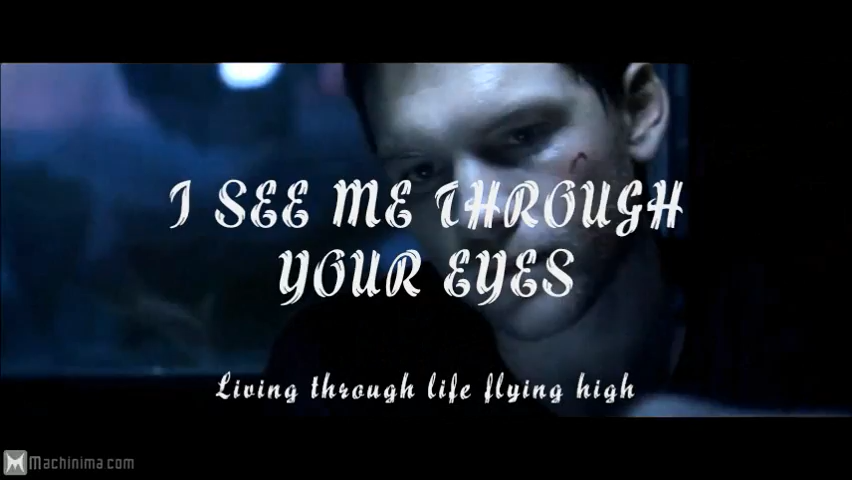 I SEE ME THROUGH
YOUR EYES
Living through life flying high
Machinima.com